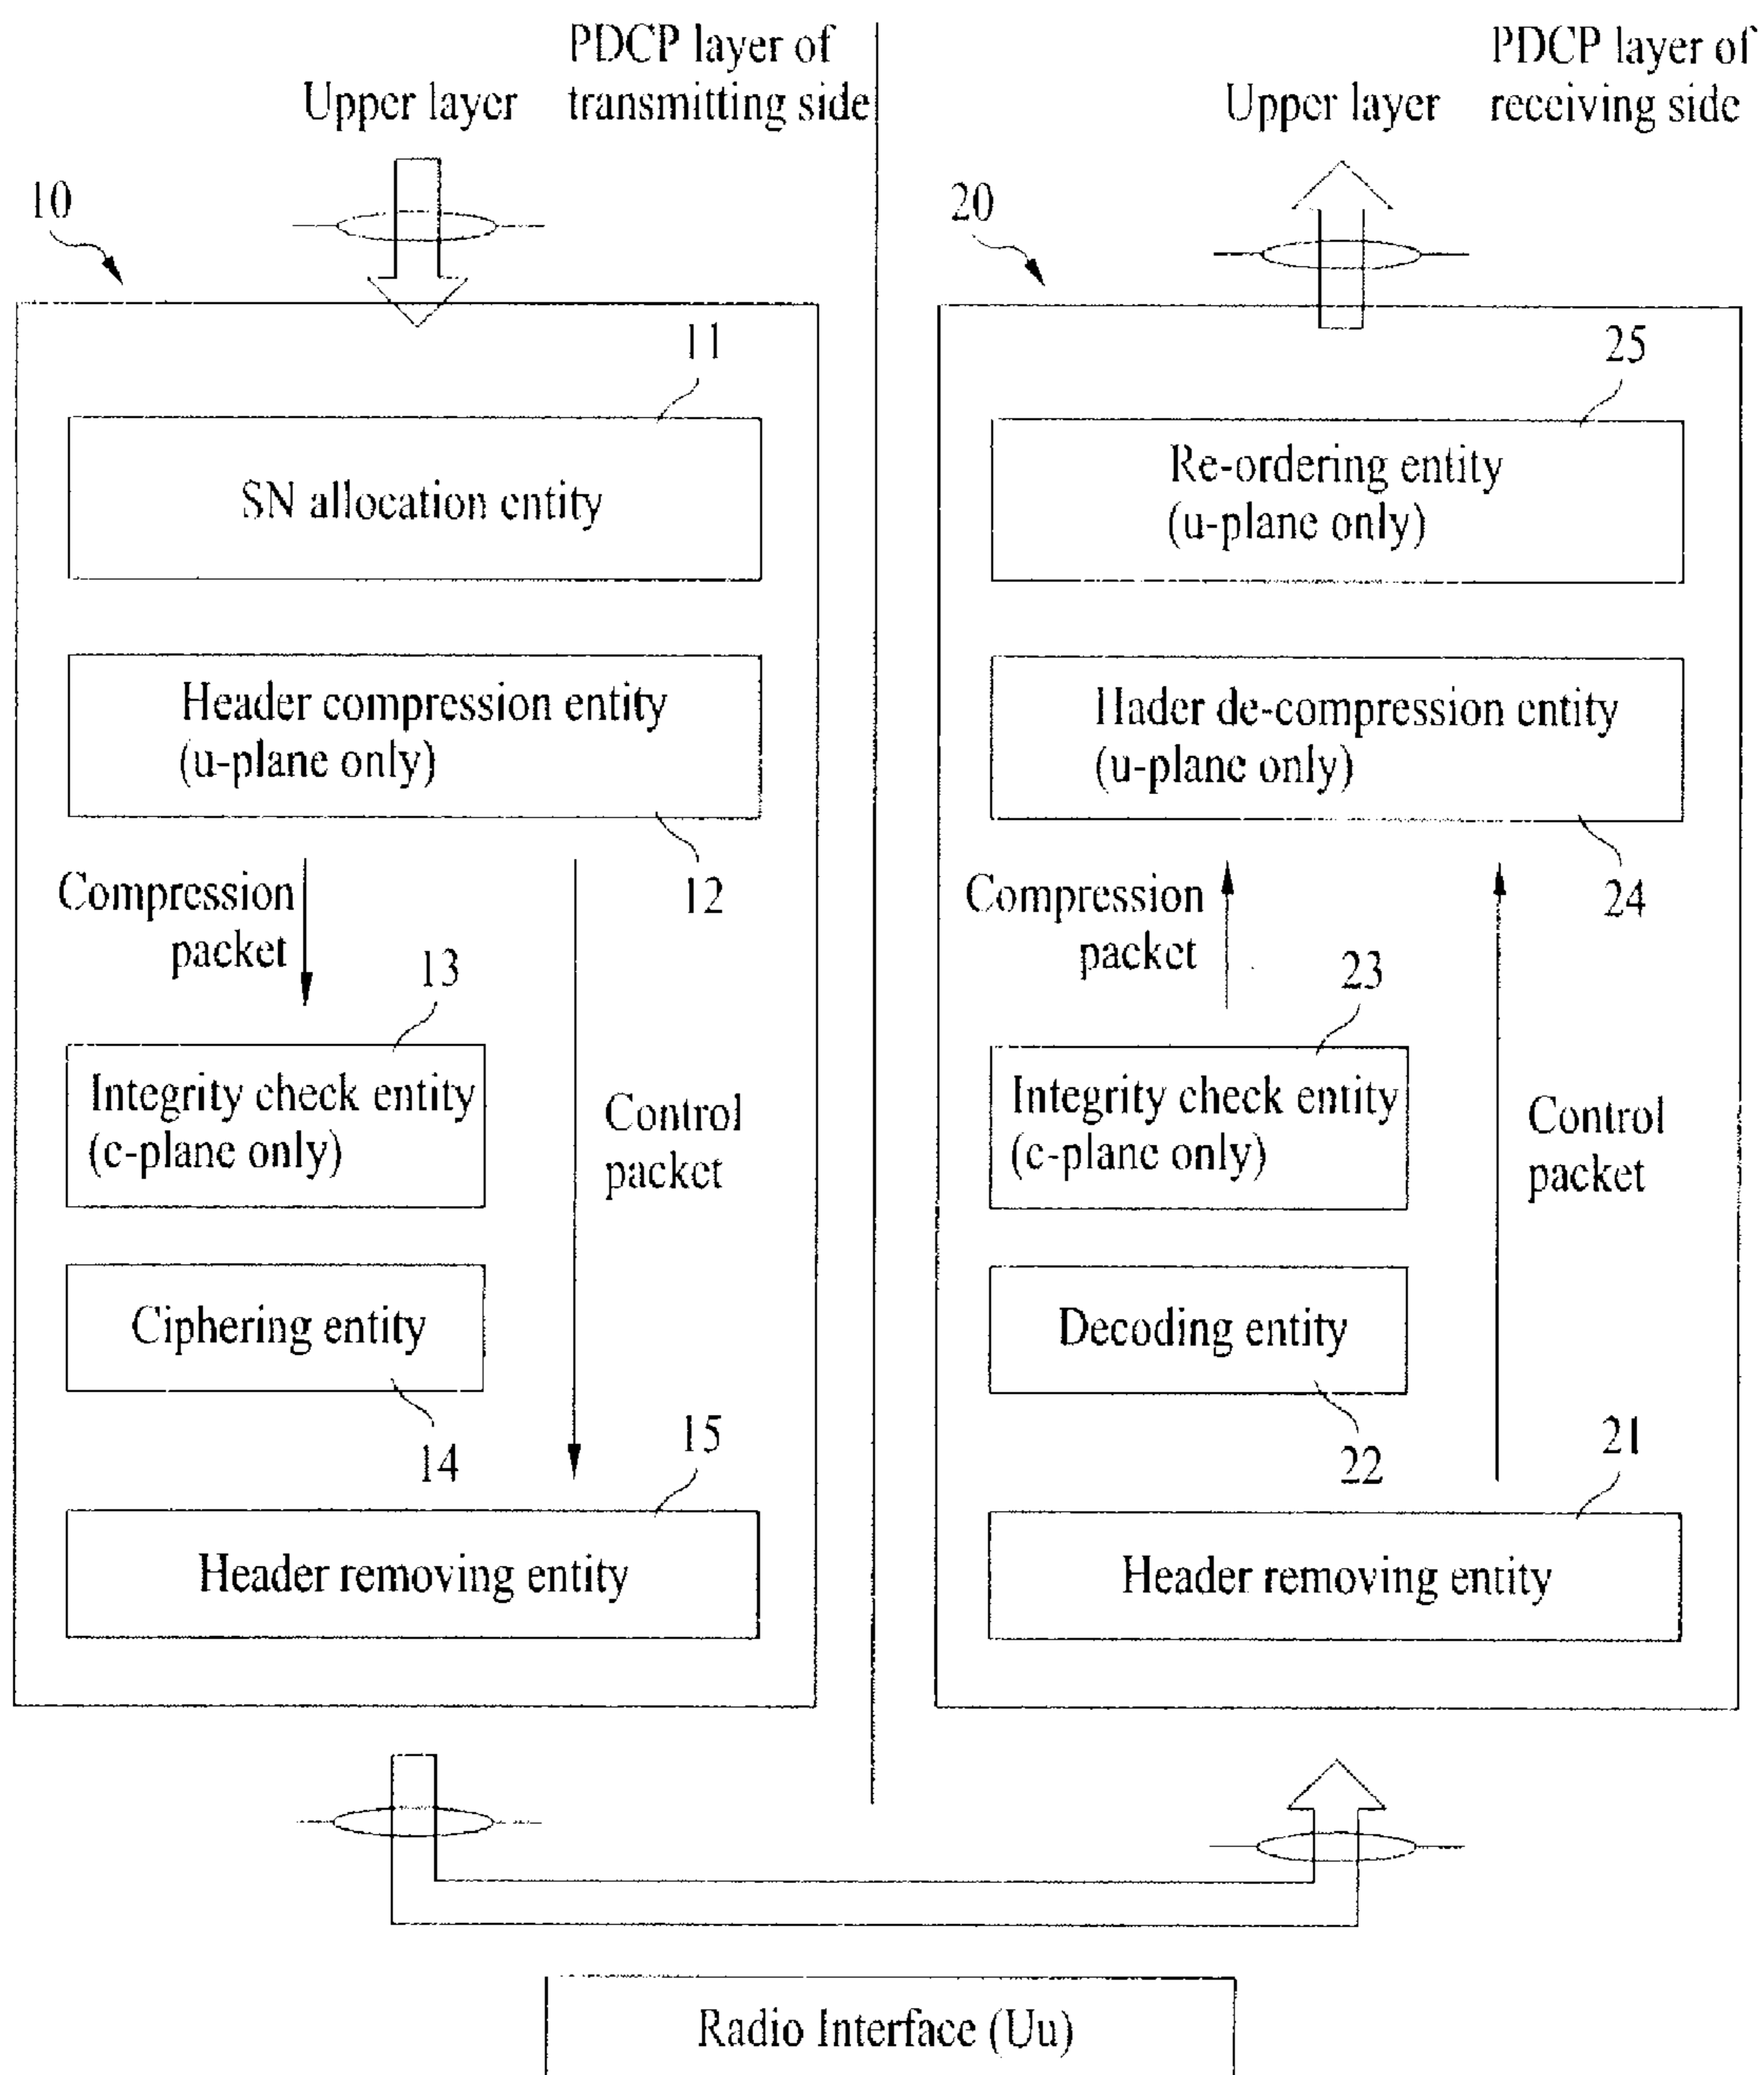 Upper layer
PDCP layer of
transmitting side
10
11
SN allocation entity
Header compression entity
(u-plane only)
12
Compression
packet
13
Integrity check entity
(c-plane only)
Control
packet
Ciphering entity
14
15
Header removing entity
Upper layer
PDCP layer of
receiving side
20
25
Re-ordering entity
(u-plane only)
Hader de-compression entity
(u-plane only)
24
Compression
packet
23
Integrity check entity
(c-plane only)
Control
packet
Decoding entity
22
21
Header removing entity
Radio Interface (Uu)